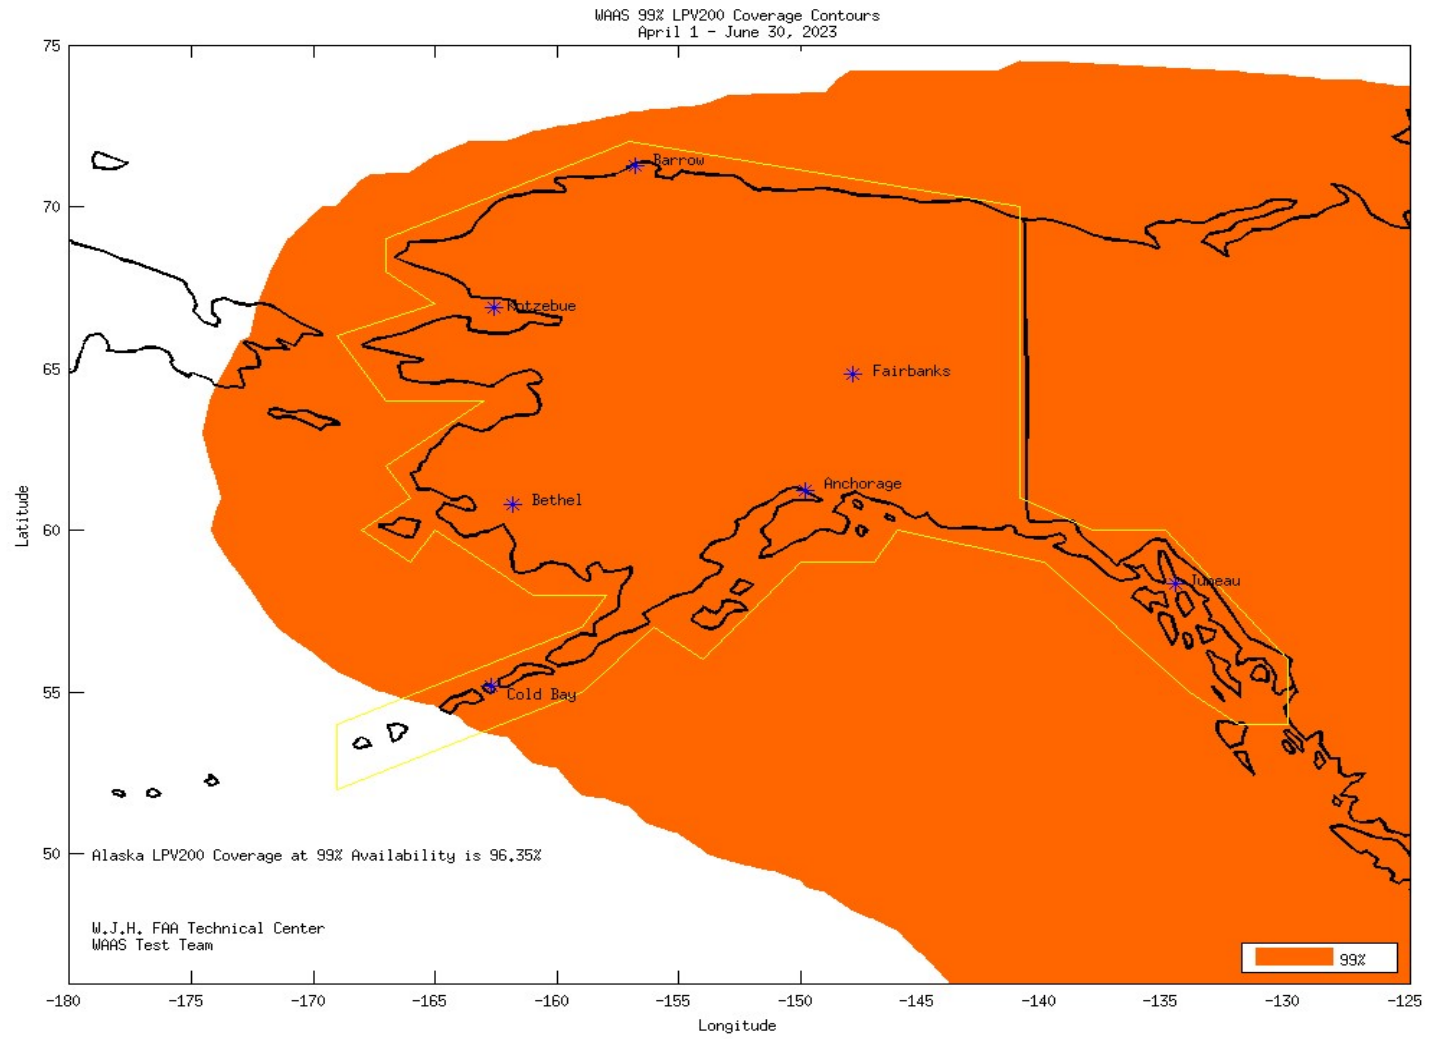 WAAS 99% LPV200 Coverage Contours
April 1 - June 30, 2023
75
70
65
60
55
50
Latitude
Barrow
Kotzebue
Fairbanks
Anchorage
Bethel
Juneau
Cold Bay
Alaska LPV200 Coverage at 99% Availability is 96.35%
W.J.H. FAA Technical Center
WAAS Test Team
99%
-180 -175 -170 -165 -160 -155 -150 -145 -140 -135 -130 -125
Longitude